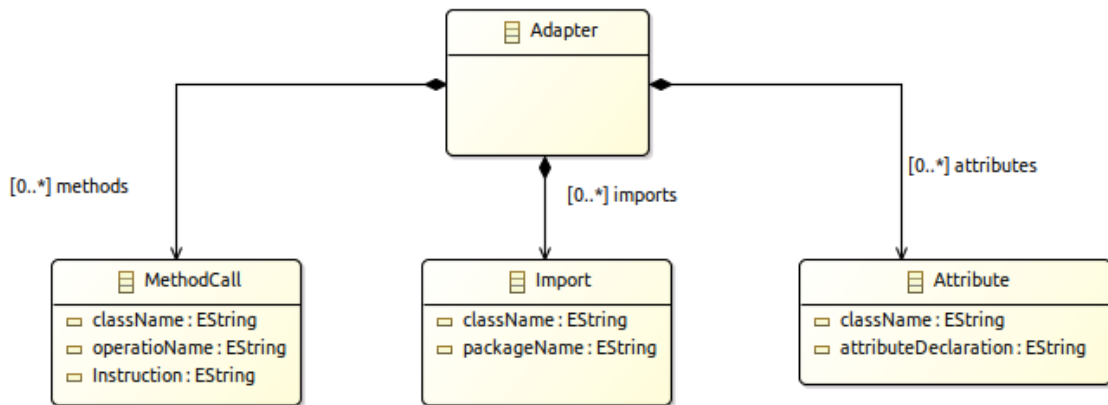 Adapter
[0..*] methods
[0..*] imports
[0..*] attributes
MethodCall
className : EString
operatioName : EString
Instruction : EString
Import
className : EString
packageName : EString
Attribute
className : EString
attributeDeclaration : EString